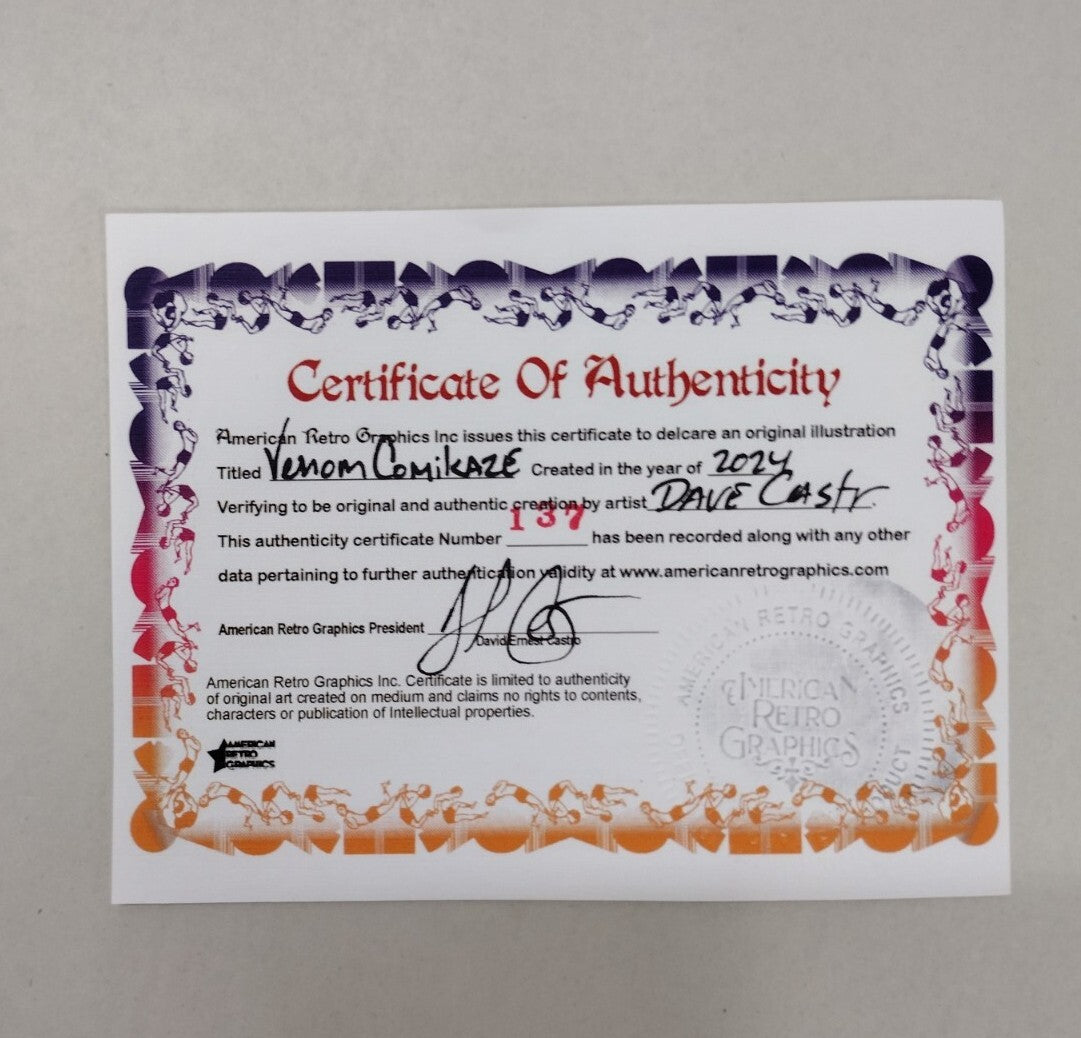 Certificate Of Authenticity
American Retro Graphics Inc issues this certificate to delcare an original illustration
Titled Venom Comikaze Created in the year of 2024
Verifying to be original and authentic creation by artist Dave Castr
This authenticity certificate Number 137 has been recorded along with any other
data pertaining to further authentication validity at www.americanretrographics.com
American Retro Graphics President
David Ernest Castro
American Retro Graphics Inc. Certificate is limited to authenticity
of original art created on medium and claims no rights to contents,
characters or publication of Intellectual properties.
AMERICAN
RETRO
GRAPHICS
AMERICAN RETRO GRAPHICS
PRODUCT
AMERICAN
RETRO
GRAPHICS